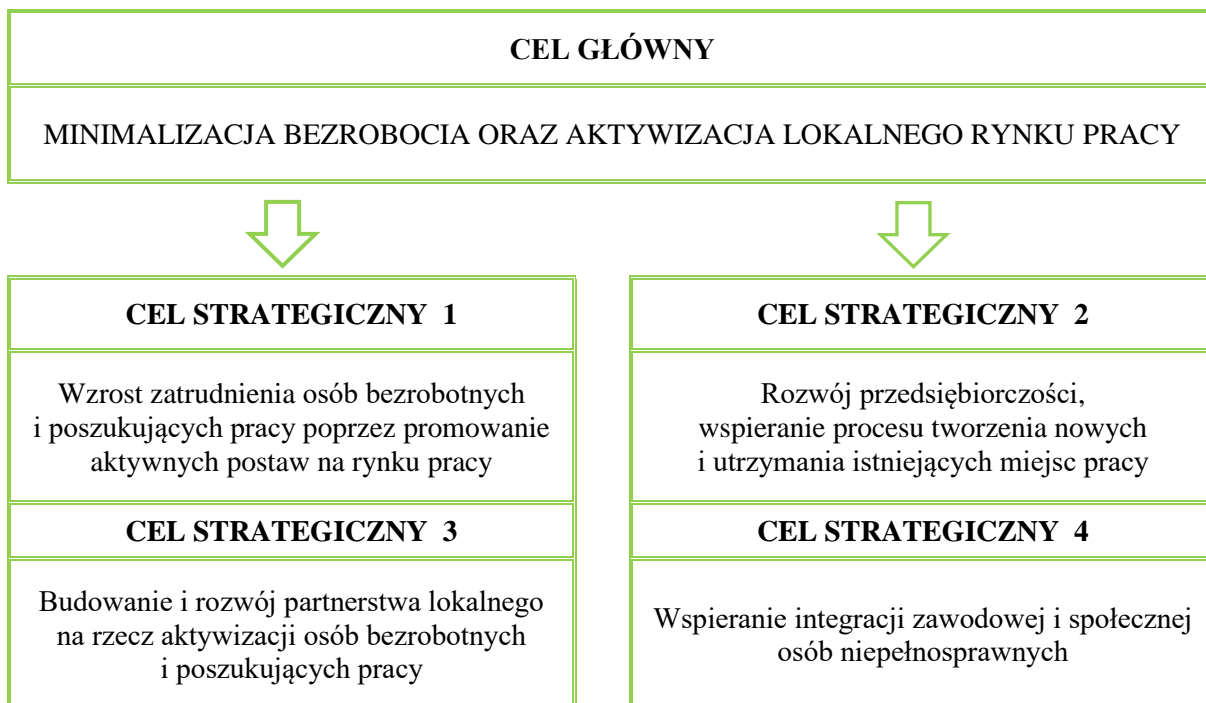 CEL GŁÓWNY
MINIMALIZACJA BEZROBOCIA ORAZ AKTYWIZACJA LOKALNEGO RYNKU PRACY
CEL STRATEGICZNY 1
Wzrost zatrudnienia osób bezrobotnych
i poszukujących pracy poprzez promowanie
aktywnych postaw na rynku pracy
CEL STRATEGICZNY 2
Rozwój przedsiębiorczości,
wspieranie procesu tworzenia nowych
i utrzymania istniejących miejsc pracy
CEL STRATEGICZNY 3
Budowanie i rozwój partnerstwa lokalnego
na rzecz aktywizacji osób bezrobotnych
i poszukujących pracy
CEL STRATEGICZNY 4
Wspieranie integracji zawodowej i społecznej
osób niepełnosprawnych